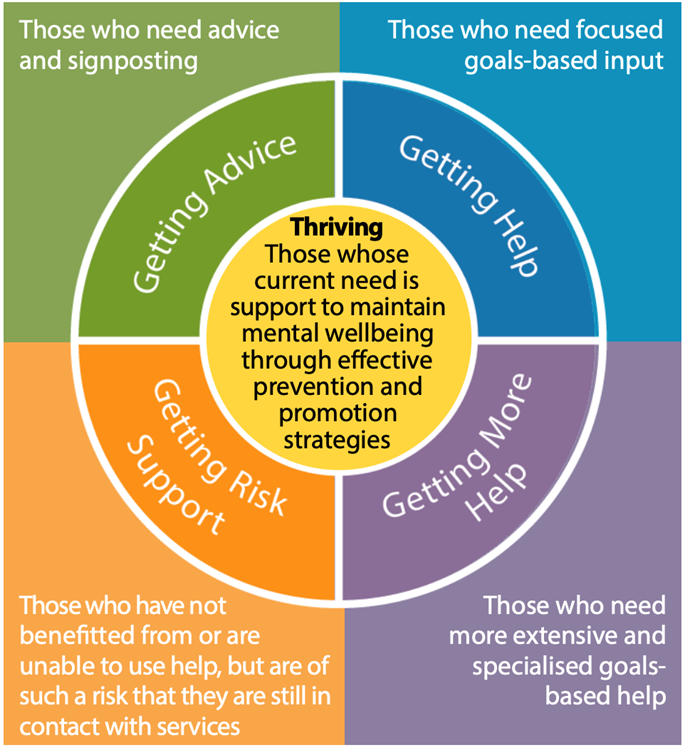 Those who need advice
and signposting
Those who need focused
goals-based input
Getting Advice
Getting Help
Thriving
Those whose
current need is
support to maintain
mental wellbeing
through effective
prevention and
promotion
strategies
Getting Risk
Support
Getting More
Help
Those who have not
benefitted from or are
unable to use help, but are of
such a risk that they are still in
contact with services
Those who need
more extensive and
specialised goals-
based help